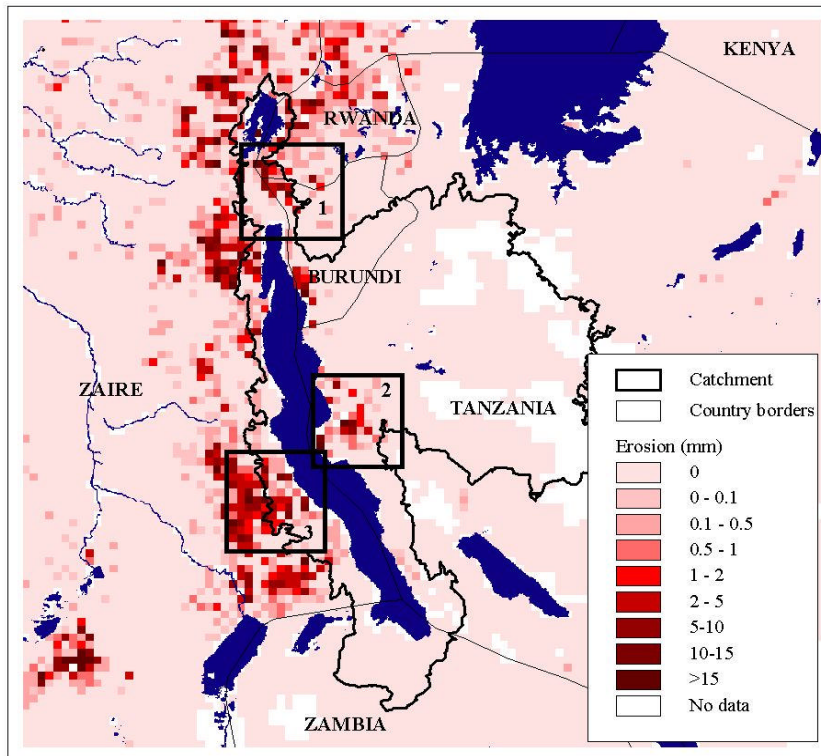 KENYA
RWANDA
1
BURUNDI
ZAIRE
2
TANZANIA
3
ZAMBIA
Catchment
Country borders
Erosion (mm)
0
0 - 0.1
0.1 - 0.5
0.5 - 1
1 - 2
2 - 5
5-10
10-15
>15
No data